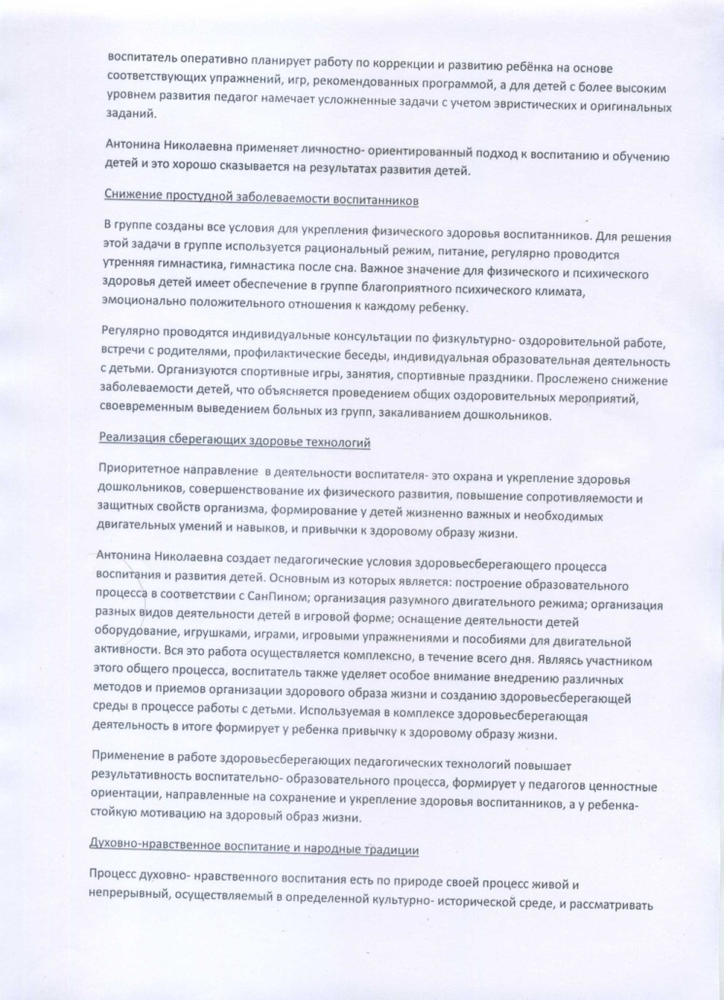 воспитатель оперативно планирует работу по коррекции и развитию ребёнка на основе
соответствующих упражнений, игр, рекомендованных программой, а для детей с более высоким
уровнем развития педагог намечает усложненные задачи с учетом эвристических и оригинальных
заданий.
Антонина Николаевна применяет личностно- ориентированный подход к воспитанию и обучению
детей и это хорошо сказывается на результатах развития детей.
Снижение простудной заболеваемости воспитанников
В группе созданы все условия для укрепления физического здоровья воспитанников. Для решения
этой задачи в группе используется рациональный режим, питание, регулярно проводится
утренняя гимнастика, гимнастика после сна. Важное значение для физического и психического
здоровья детей имеет обеспечение в группе благоприятного психического климата,
эмоционально положительного отношения к каждому ребенку.
Регулярно проводятся индивидуальные консультации по физкультурно- оздоровительной работе,
встречи с родителями, профилактические беседы, индивидуальная образовательная деятельность
с детьми. Организуются спортивные игры, занятия, спортивные праздники. Прослежено снижение
заболеваемости детей, что объясняется проведением общих оздоровительных мероприятий,
своевременным выведением больных из групп, закаливанием дошкольников.
Реализация сберегающих здоровье технологий
Приоритетное направление в деятельности воспитателя- это охрана и укрепление здоровья
дошкольников, совершенствование их физического развития, повышение сопротивляемости и
защитных свойств организма, формирование у детей жизненно важных и необходимых
двигательных умений и навыков, и привычки к здоровому образу жизни.
Антонина Николаевна создает педагогические условия здоровьесберегающего процесса
воспитания и развития детей. Основным из которых является: построение образовательного
процесса в соответствии с СанПином; организация разумного двигательного режима; организация
разных видов деятельности детей в игровой форме; оснащение деятельности детей
оборудование, игрушками, играми, игровыми упражнениями и пособиями для двигательной
активности. Вся это работа осуществляется комплексно, в течение всего дня. Являясь участником
этого общего процесса, воспитатель также уделяет особое внимание внедрению различных
методов и приемов организации здорового образа жизни и созданию здоровьесберегающей
среды в процессе работы с детьми. Используемая в комплексе здоровьесберегающая
деятельность в итоге формирует у ребенка привычку к здоровому образу жизни.
Применение в работе здоровьесберегающих педагогических технологий повышает
результативность воспитательно- образовательного процесса, формирует у педагогов ценностные
ориентации, направленные на сохранение и укрепление здоровья воспитанников, а у ребенка-
стойкую мотивацию на здоровый образ жизни.
Духовно-нравственное воспитание и народные традиции
Процесс духовно- нравственного воспитания есть по природе своей процесс живой и
непрерывный, осуществляемый в определенной культурно- исторической среде, и рассматривать